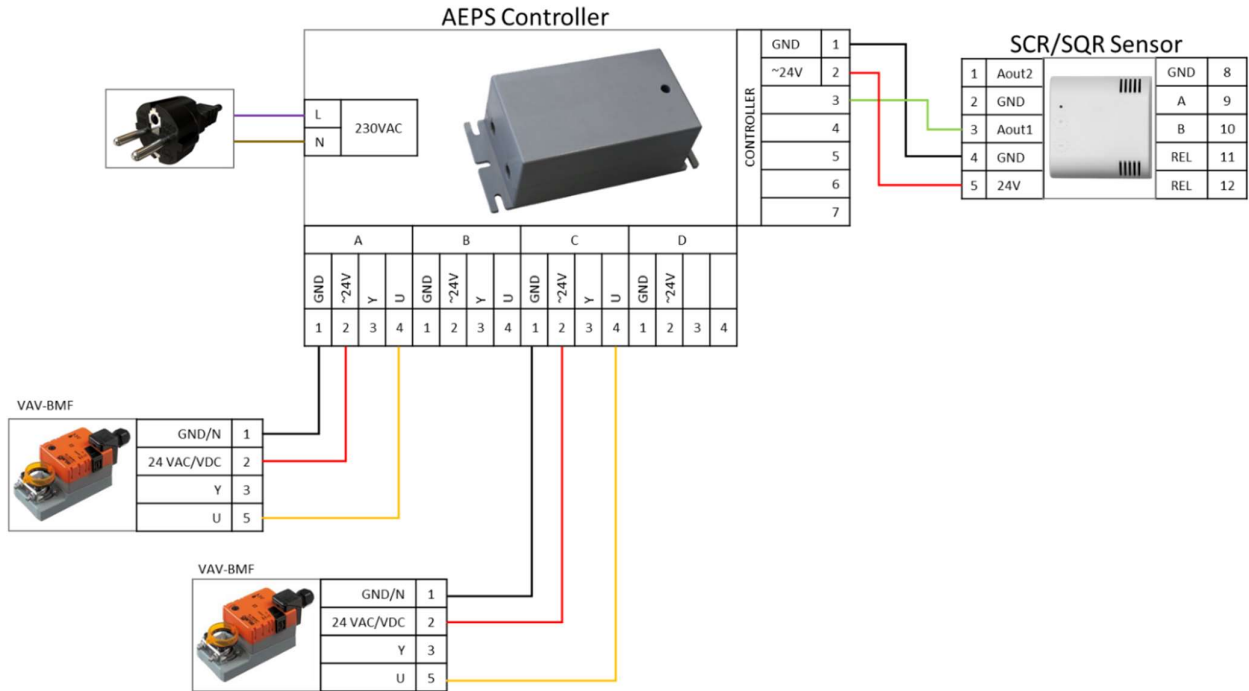 AEPS Controller
L
N
230VAC
CONTROLLER
GND 1
~24V 2
3
4
5
6
7
SCR/SQR Sensor
1 Aout2
2 GND
3 Aout1
4 GND
5 24V
GND 8
A 9
B 10
REL 11
REL 12
A B C D
GND ~24V Y U GND ~24V Y U GND ~24V Y U GND ~24V
1 2 3 4 1 2 3 4 1 2 3 4 1 2 3 4
VAV-BMF
GND/N 1
24 VAC/VDC 2
Y 3
U 5
VAV-BMF
GND/N 1
24 VAC/VDC 2
Y 3
U 5